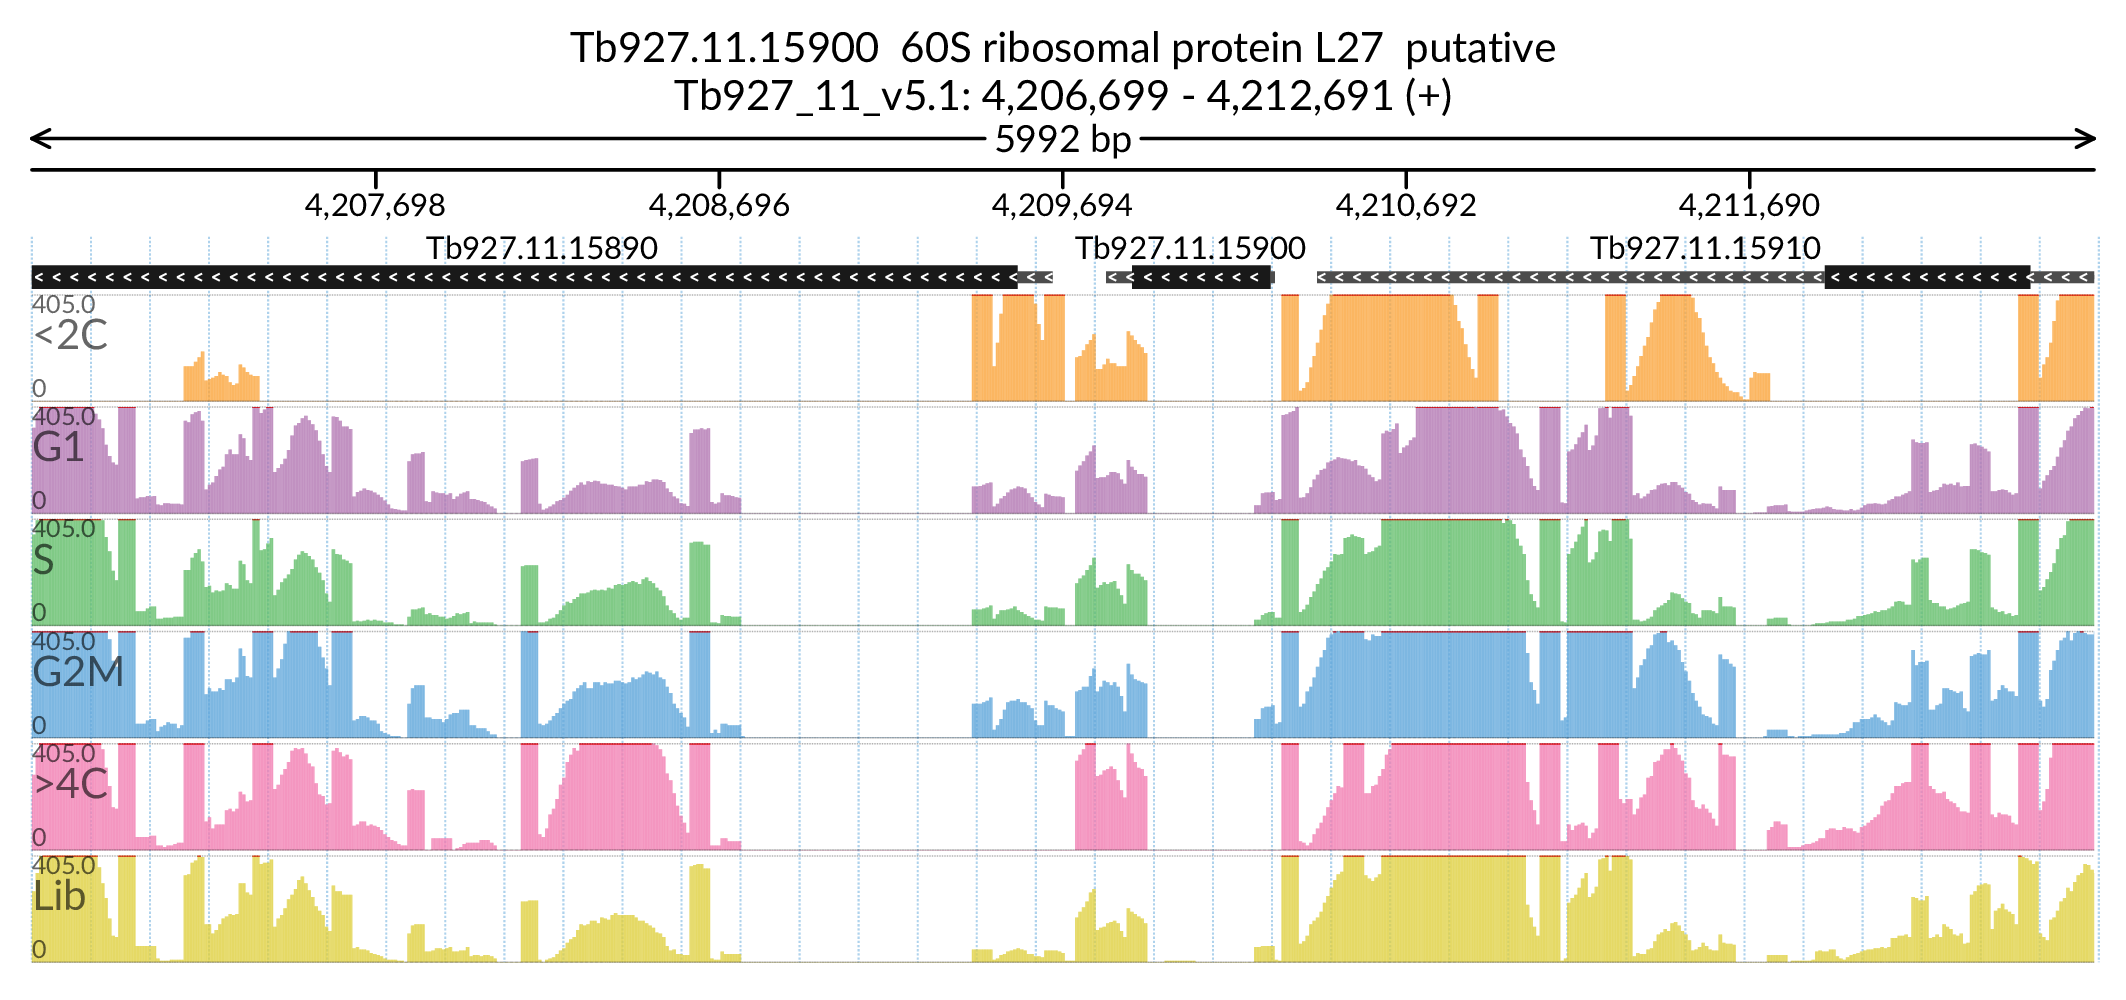 Tb927.11.15900 60S ribosomal protein L27 putative
Tb927_11_v5.1: 4,206,699 - 4,212,691 (+)
5992 bp
4,207,698 4,208,696 4,209,694 4,210,692 4,211,690
Tb927.11.15890 Tb927.11.15900 Tb927.11.15910
405.0
<2C
0
405.0
G1
0
405.0
S
0
405.0
G2M
0
405.0
>4C
0
405.0
Lib
0